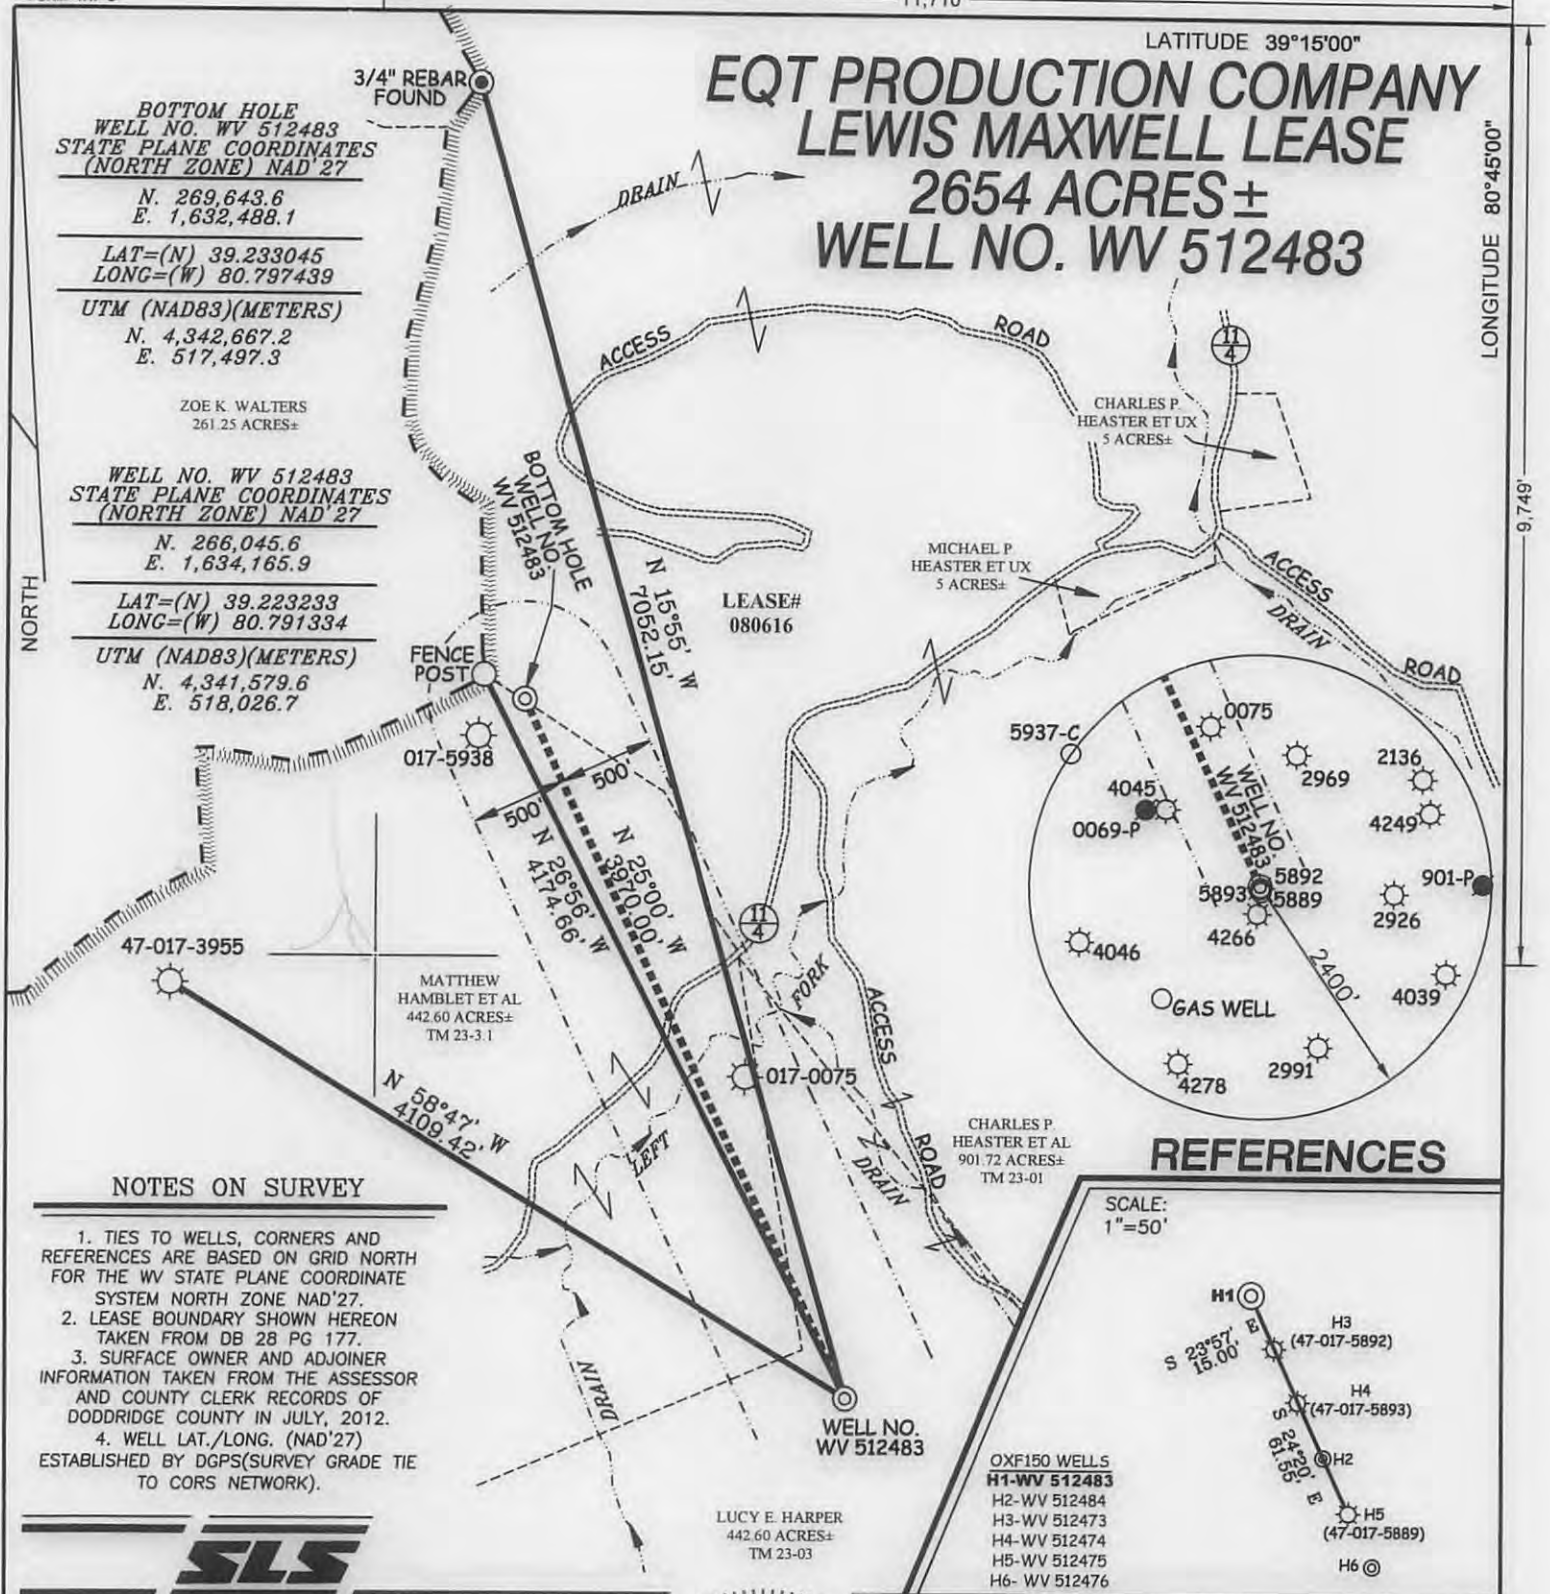 11,710'
LATITUDE 39°15'00"
EQT PRODUCTION COMPANY
LEWIS MAXWELL LEASE
2654 ACRES±
WELL NO. WV 512483
LONGITUDE 80°45'00"
9,749'
NORTH
3/4" REBAR
FOUND
BOTTOM HOLE
WELL NO. WV 512483
STATE PLANE COORDINATES
(NORTH ZONE) NAD'27
N. 269,643.6
E. 1,632,488.1
LAT=(N) 39.233045
LONG=(W) 80.797439
UTM (NAD83)(METERS)
N. 4,342,667.2
E. 517,497.3
ZOE K. WALTERS
261.25 ACRES±
WELL NO. WV 512483
STATE PLANE COORDINATES
(NORTH ZONE) NAD'27
N. 266,045.6
E. 1,634,165.9
LAT=(N) 39.223233
LONG=(W) 80.791334
UTM (NAD83)(METERS)
N. 4,341,579.6
E. 518,026.7
DRAIN
ACCESS
ROAD
11
4
CHARLES P.
HEASTER ET UX
5 ACRES±
BOTTOM HOLE
WELL NO.
WV 512483
N 15°55' W
7052.15'
LEASE#
080616
MICHAEL P
HEASTER ET UX
5 ACRES±
ACCESS
ROAD
DRAIN
FENCE
POST
017-5938
500'
500'
N 25°00' W
3970.00'
N 26°56' W
4174.66'
47-017-3955
MATTHEW
HAMBLET ET AL
442.60 ACRES±
TM 23-3.1
N 58°47' W
4109.42'
11
4
FORK
LEFT
ACCESS
ROAD
DRAIN
017-0075
CHARLES P.
HEASTER ET AL
901.72 ACRES±
TM 23-01
DRAIN
WELL NO.
WV 512483
LUCY E. HARPER
442.60 ACRES±
TM 23-03
5937-C
0075
2969
2136
4045
0069-P
4249
WELL NO.
WV 512483
5892
5893
5889
901-P
2926
4266
4046
2400'
4039
GAS WELL
2991
4278
REFERENCES
SCALE:
1"=50'
H1
S 23°57' E
15.00'
H3
(47-017-5892)
H4
(47-017-5893)
S 24°20' E
61.55'
H2
H5
(47-017-5889)
H6
OXF150 WELLS
H1-WV 512483
H2-WV 512484
H3-WV 512473
H4-WV 512474
H5-WV 512475
H6- WV 512476
NOTES ON SURVEY
1. TIES TO WELLS, CORNERS AND
REFERENCES ARE BASED ON GRID NORTH
FOR THE WV STATE PLANE COORDINATE
SYSTEM NORTH ZONE NAD'27.
2. LEASE BOUNDARY SHOWN HEREON
TAKEN FROM DB 28 PG 177.
3. SURFACE OWNER AND ADJOINER
INFORMATION TAKEN FROM THE ASSESSOR
AND COUNTY CLERK RECORDS OF
DODDRIDGE COUNTY IN JULY, 2012.
4. WELL LAT./LONG. (NAD'27)
ESTABLISHED BY DGPS(SURVEY GRADE TIE
TO CORS NETWORK).
SLS